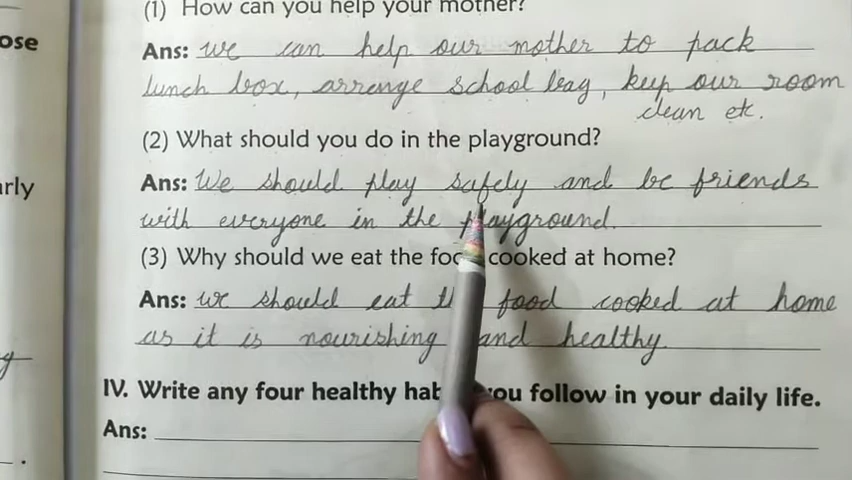 (1) How can you help your mother?
ose
Ans: we can help our mother to pack
lunch box, arrange school bag, keep our room
clean etc.
(2) What should you do in the playground?
arly
Ans: We should play safely and be friends
with everyone in the playground.
(3) Why should we eat the foo cooked at home?
Ans: we should eat th food cooked at home
as it is nourishing and healthy.
IV. Write any four healthy hab you follow in your daily life.
Ans: